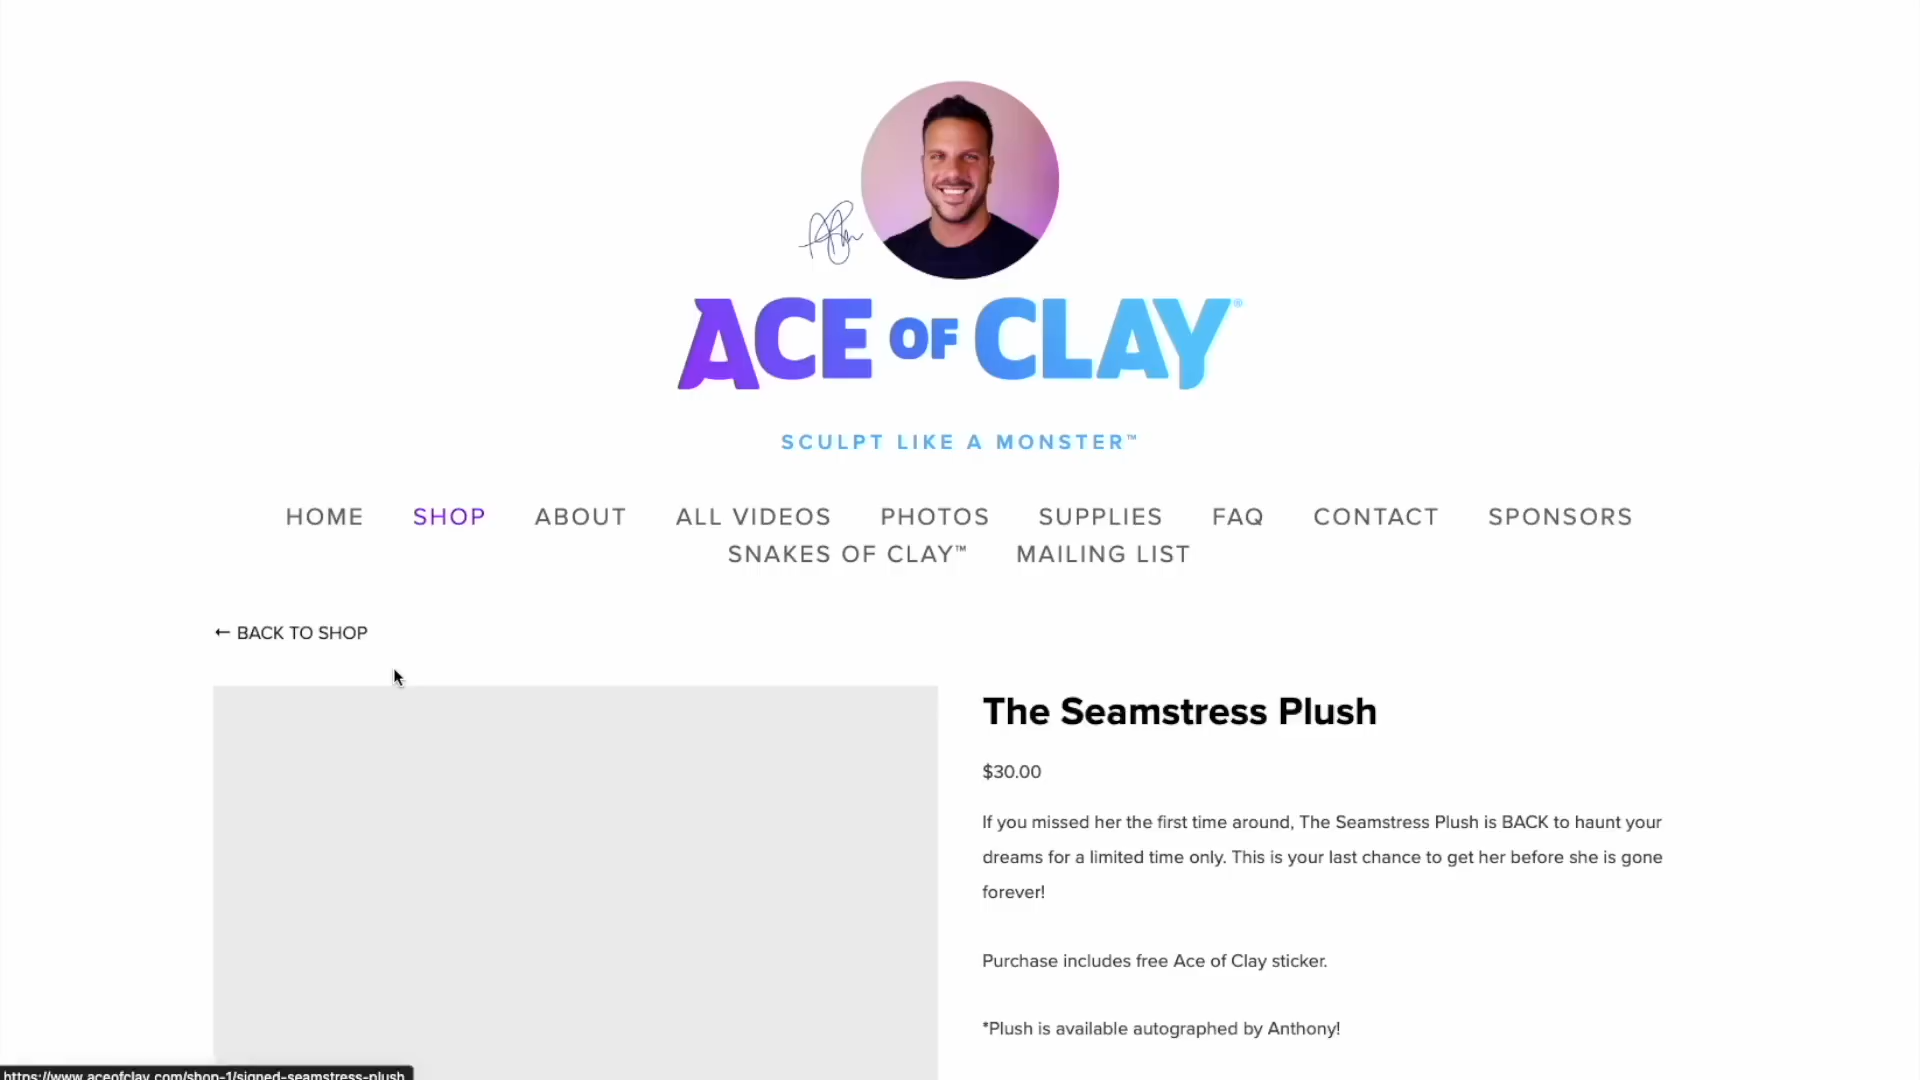 ACE OF CLAY®
SCULPT LIKE A MONSTER™
HOME SHOP ABOUT ALL VIDEOS PHOTOS SUPPLIES FAQ CONTACT SPONSORS
SNAKES OF CLAY™ MAILING LIST
← BACK TO SHOP
The Seamstress Plush
$30.00
If you missed her the first time around, The Seamstress Plush is BACK to haunt your
dreams for a limited time only. This is your last chance to get her before she is gone
forever!
Purchase includes free Ace of Clay sticker.
*Plush is available autographed by Anthony!
https://www.aceofclay.com/shop-1/signed-seamstress-plush